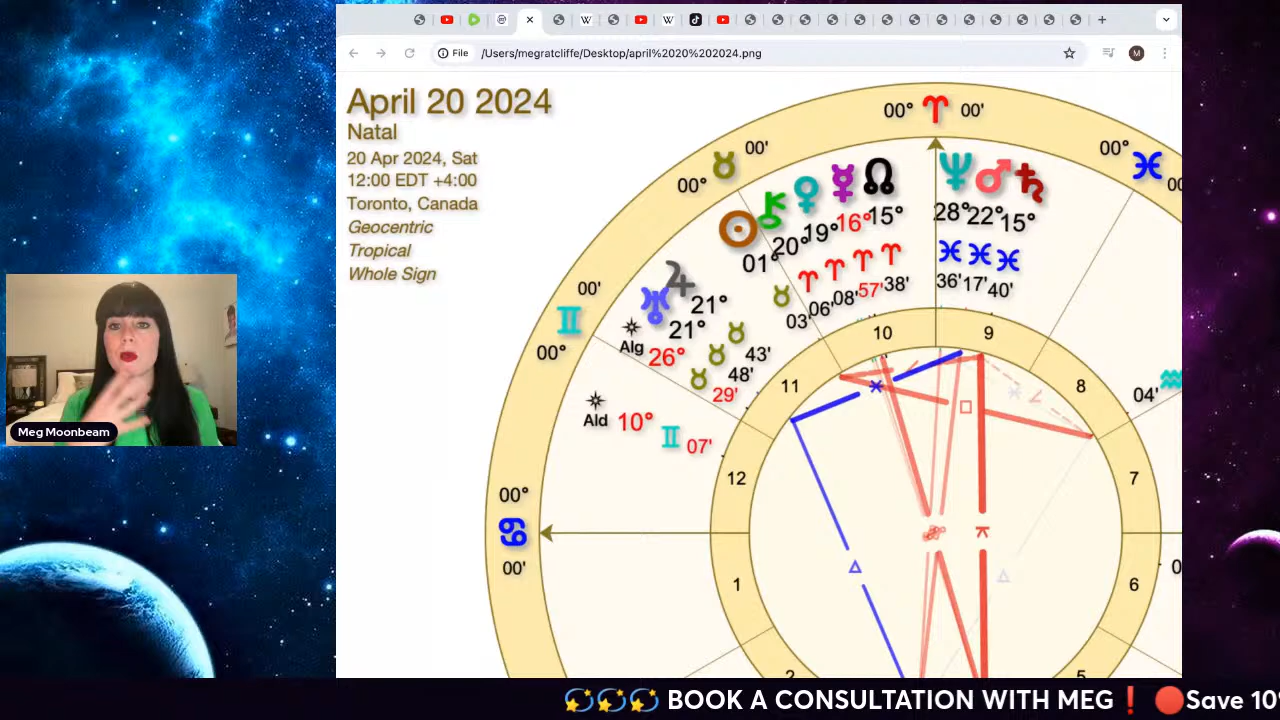 File /Users/megratcliffe/Desktop/april%2020%202024.png
M
April 20 2024
Natal
20 Apr 2024, Sat
12:00 EDT +4:00
Toronto, Canada
Geocentric
Tropical
Whole Sign
00° ♈ 00'
00° ♉ 00'
00° ♓ 00
00° ♊ 00'
00° ♋ 00'
04' ♒
28° ♓ 36'
22° ♓ 17'
15° ♓ 40'
15° ♈ 38'
16° ♈ 57'
19° ♈ 08'
20° ♈ 06'
01° ♉ 03'
21° ♉ 43'
21° ♉ 48'
Alg 26° ♉ 29'
Ald 10° ♊ 07'
10
9
11
8
12
7
1
6
2
5
0
Meg Moonbeam
💫💫💫 BOOK A CONSULTATION WITH MEG❗ 🔴Save 10%